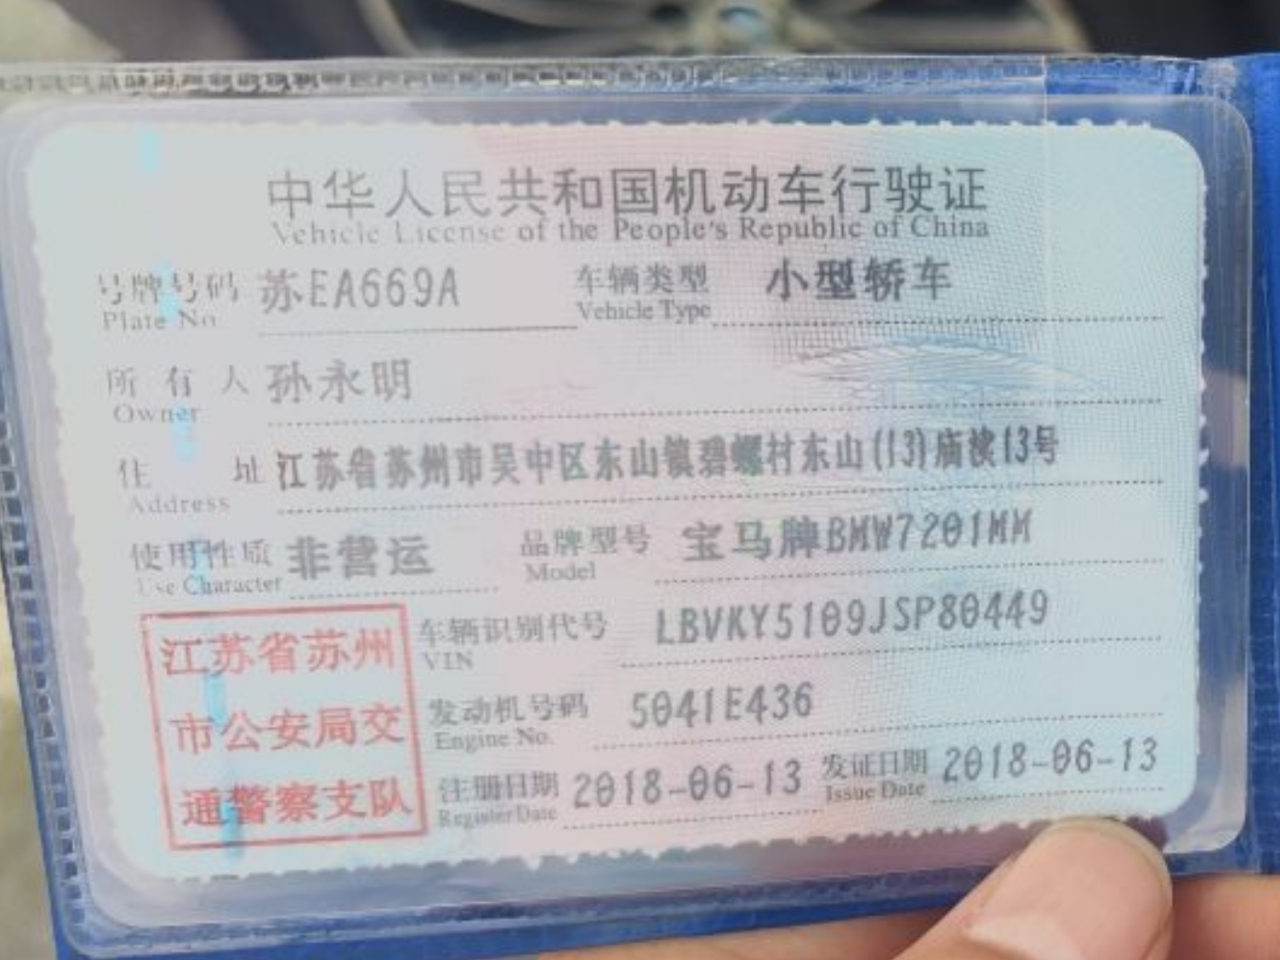 中华人民共和国机动车行驶证
Vehicle License of the People's Republic of China
号牌号码 苏EA669A 车辆类型 小型轿车
Plate No. Vehicle Type
所有人 孙永明
Owner
住址 江苏省苏州市吴中区东山镇碧螺村东山(13)庙渎13号
Address
使用性质 非营运 品牌型号 宝马牌BMW7201MM
Use Character Model
江苏省苏州 车辆识别代号 LBVKY5109JSP80449
VIN
市公安局交 发动机号码 5041E436
Engine No.
通警察支队 注册日期 2018-06-13 发证日期 2018-06-13
Register Date Issue Date